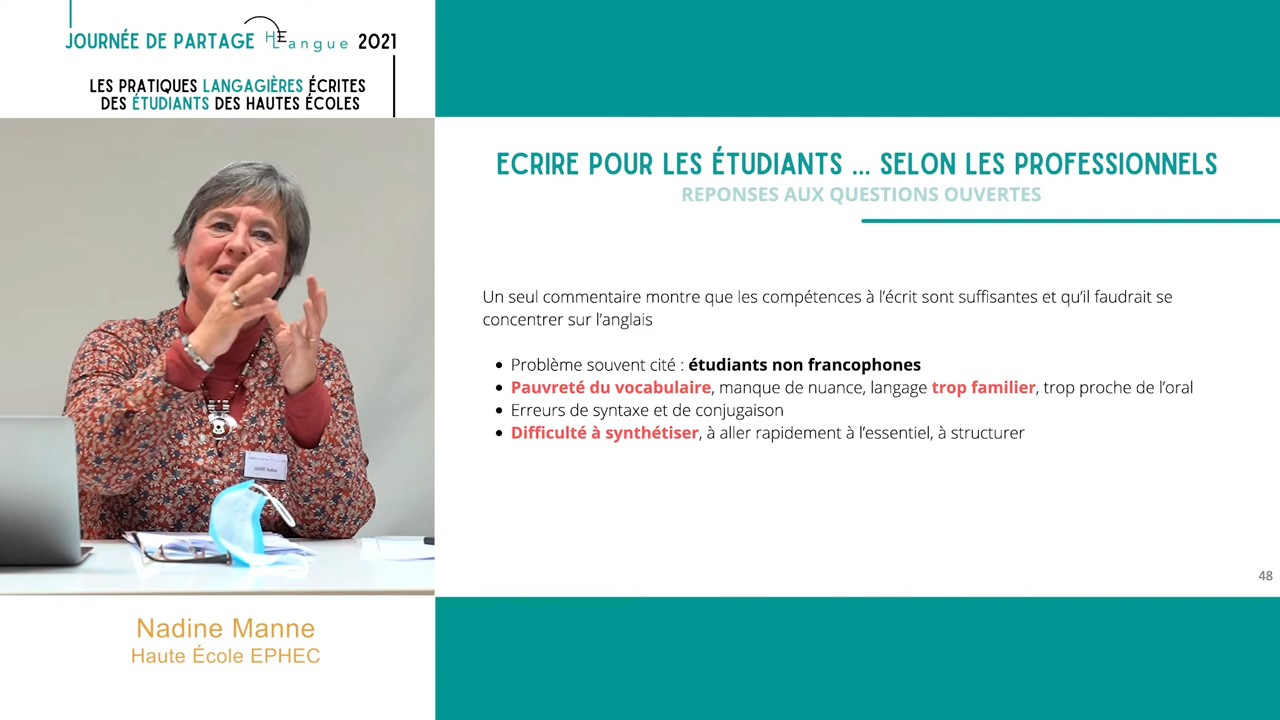 JOURNÉE DE PARTAGE HELangue 2021
LES PRATIQUES LANGAGIÈRES ÉCRITES
DES ÉTUDIANTS DES HAUTES ÉCOLES
ECRIRE POUR LES ÉTUDIANTS ... SELON LES PROFESSIONNELS
REPONSES AUX QUESTIONS OUVERTES
Un seul commentaire montre que les compétences à l'écrit sont suffisantes et qu'il faudrait se
concentrer sur l'anglais
• Problème souvent cité : étudiants non francophones
• Pauvreté du vocabulaire, manque de nuance, langage trop familier, trop proche de l'oral
• Erreurs de syntaxe et de conjugaison
• Difficulté à synthétiser, à aller rapidement à l'essentiel, à structurer
48
Nadine Manne
Haute École EPHEC